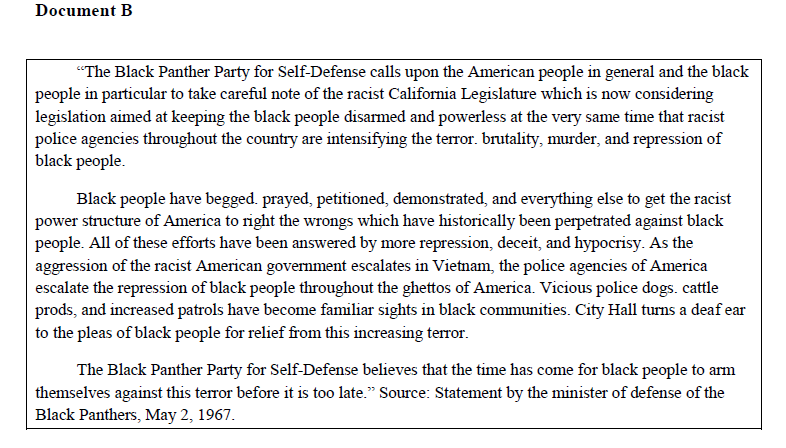 Document B
“The Black Panther Party for Self-Defense calls upon the American people in general and the black
people in particular to take careful note of the racist California Legislature which is now considering
legislation aimed at keeping the black people disarmed and powerless at the very same time that racist
police agencies throughout the country are intensifying the terror. brutality, murder, and repression of
black people.
Black people have begged. prayed, petitioned, demonstrated, and everything else to get the racist
power structure of America to right the wrongs which have historically been perpetrated against black
people. All of these efforts have been answered by more repression, deceit, and hypocrisy. As the
aggression of the racist American government escalates in Vietnam, the police agencies of America
escalate the repression of black people throughout the ghettos of America. Vicious police dogs. cattle
prods, and increased patrols have become familiar sights in black communities. City Hall turns a deaf ear
to the pleas of black people for relief from this increasing terror.
The Black Panther Party for Self-Defense believes that the time has come for black people to arm
themselves against this terror before it is too late.” Source: Statement by the minister of defense of the
Black Panthers, May 2, 1967.